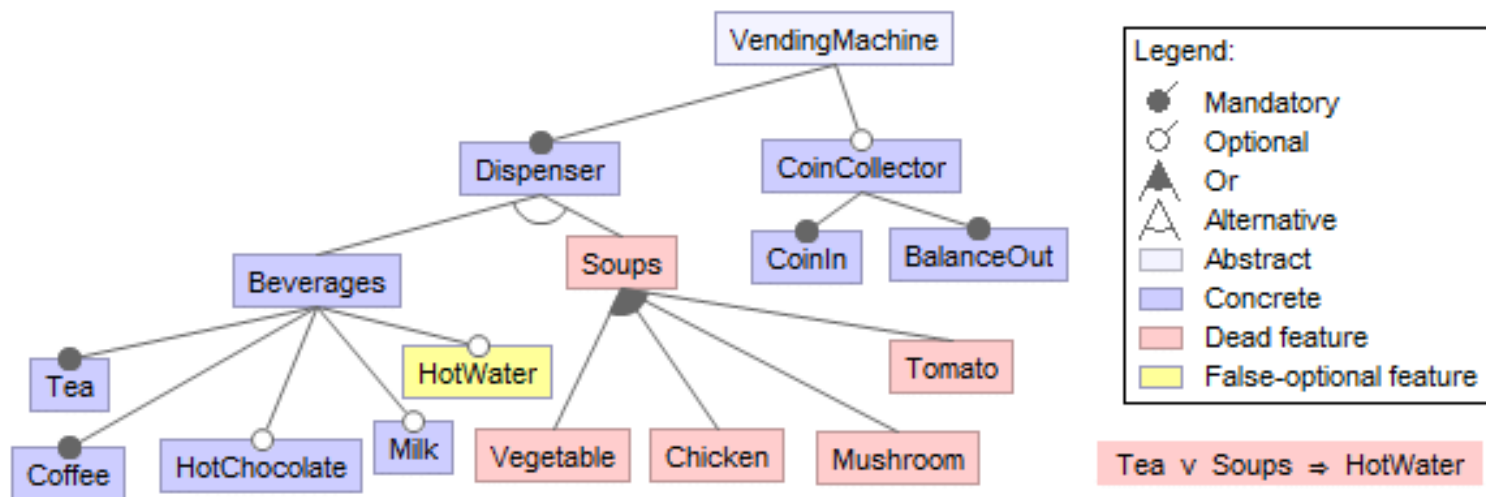 VendingMachine
Dispenser
CoinCollector
Beverages
Soups
CoinIn
BalanceOut
Tea
HotWater
Tomato
Coffee
HotChocolate
Milk
Vegetable
Chicken
Mushroom
Legend:
Mandatory
Optional
Or
Alternative
Abstract
Concrete
Dead feature
False-optional feature
Tea v Soups ⇒ HotWater